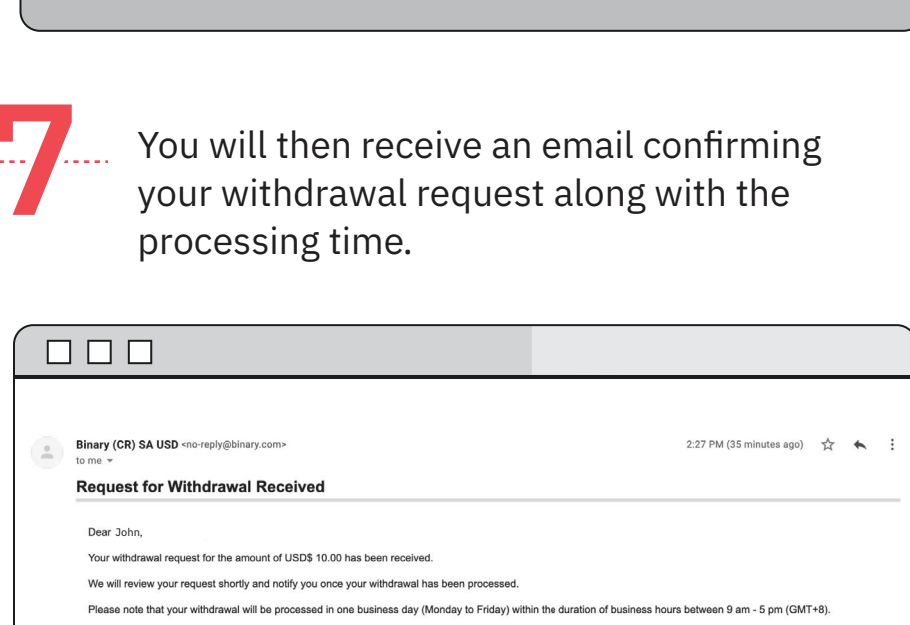 7
You will then receive an email confirming
your withdrawal request along with the
processing time.
Binary (CR) SA USD <no-reply@binary.com>
2:27 PM (35 minutes ago)
to me
Request for Withdrawal Received
Dear John,
Your withdrawal request for the amount of USD$ 10.00 has been received.
We will review your request shortly and notify you once your withdrawal has been processed.
Please note that your withdrawal will be processed in one business day (Monday to Friday) within the duration of business hours between 9 am - 5 pm (GMT+8).